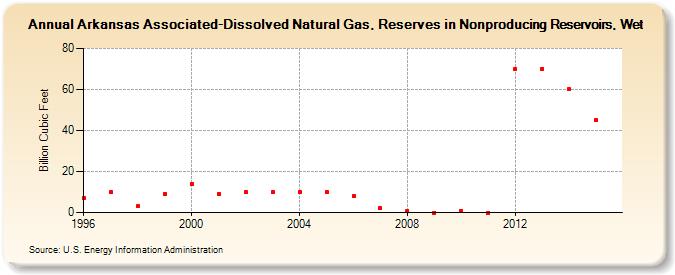 Annual Arkansas Associated-Dissolved Natural Gas, Reserves in Nonproducing Reservoirs, Wet
Billion Cubic Feet
80
60
40
20
0
1996 2000 2004 2008 2012
Source: U.S. Energy Information Administration